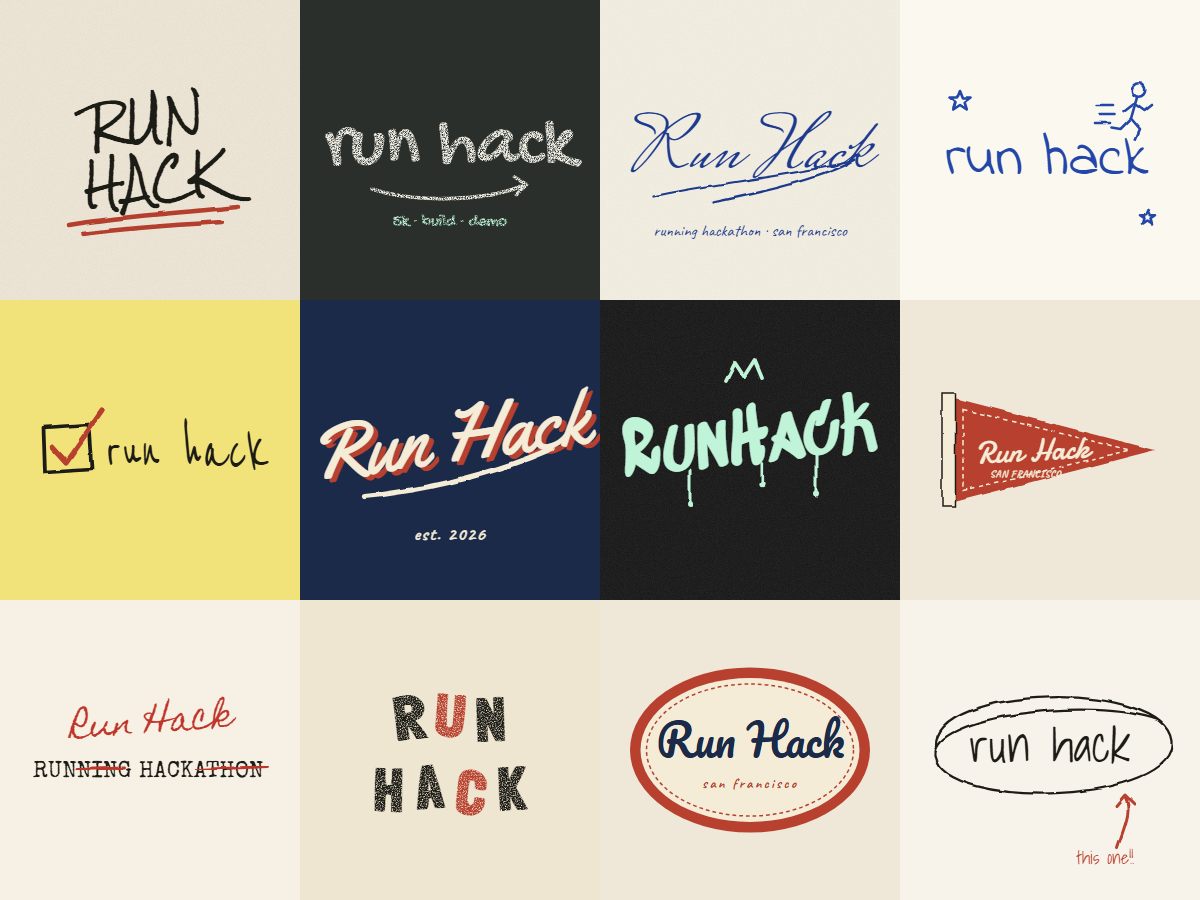 RUN
HACK
run hack
5k · build · demo
Run Hack
running hackathon · san francisco
run hack
run hack
Run Hack
est. 2026
RUNHACK
Run Hack
SAN FRANCISCO
Run Hack
RUNNING HACKATHON
RUN
HACK
Run Hack
san francisco
run hack
this one!!